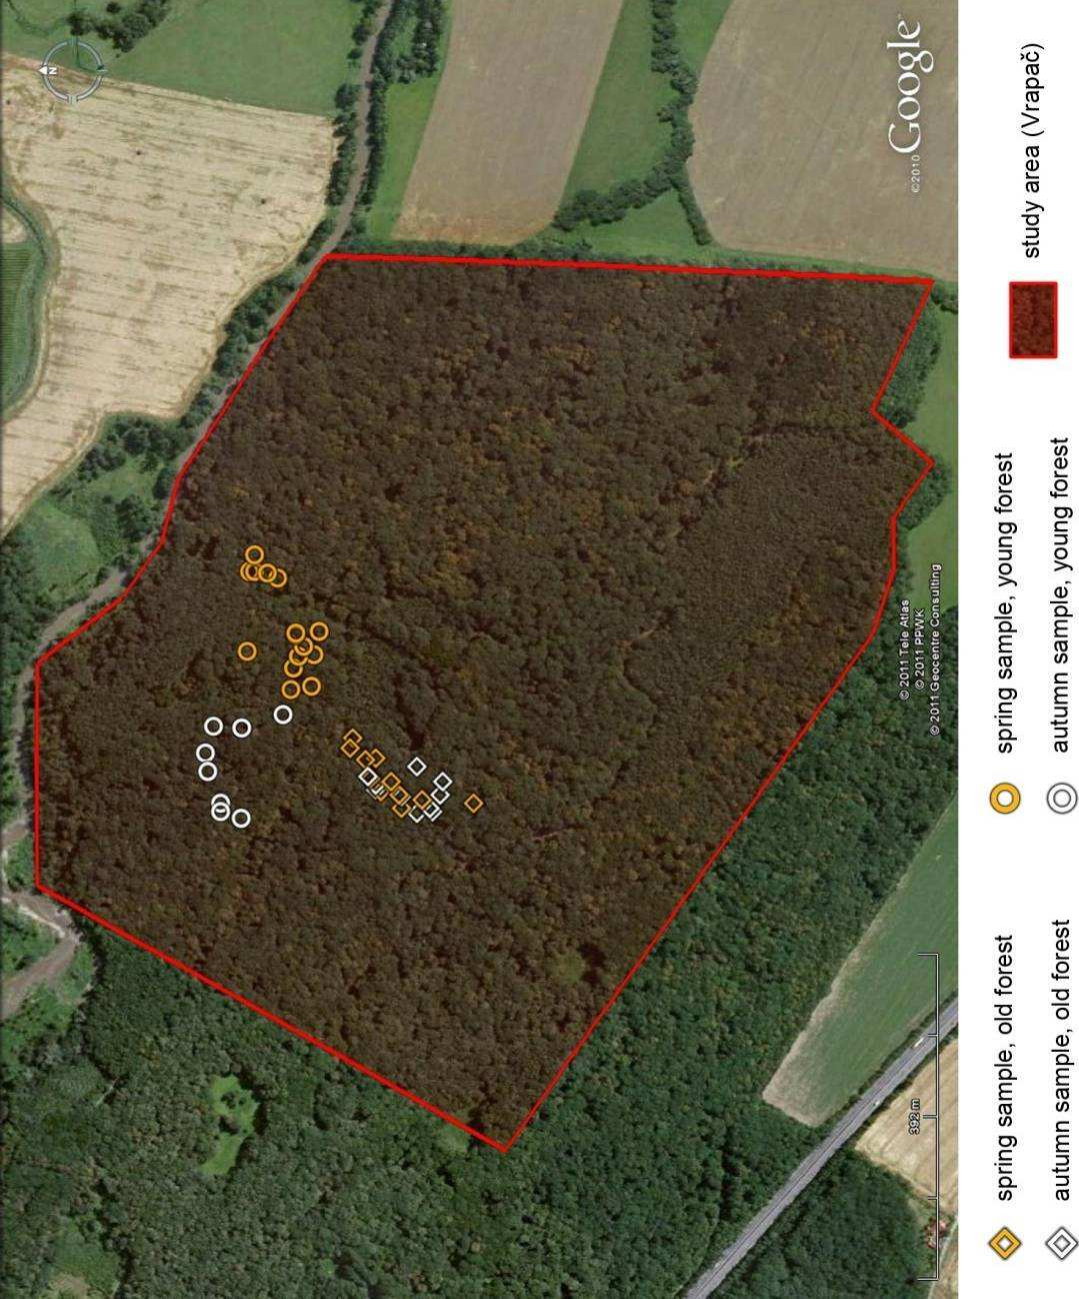 N
©2010 Google™
© 2011 Tele Atlas
© 2011 PPWK
© 2011 Geocentre Consulting
392 m
spring sample, old forest
autumn sample, old forest
spring sample, young forest
autumn sample, young forest
study area (Vrapač)